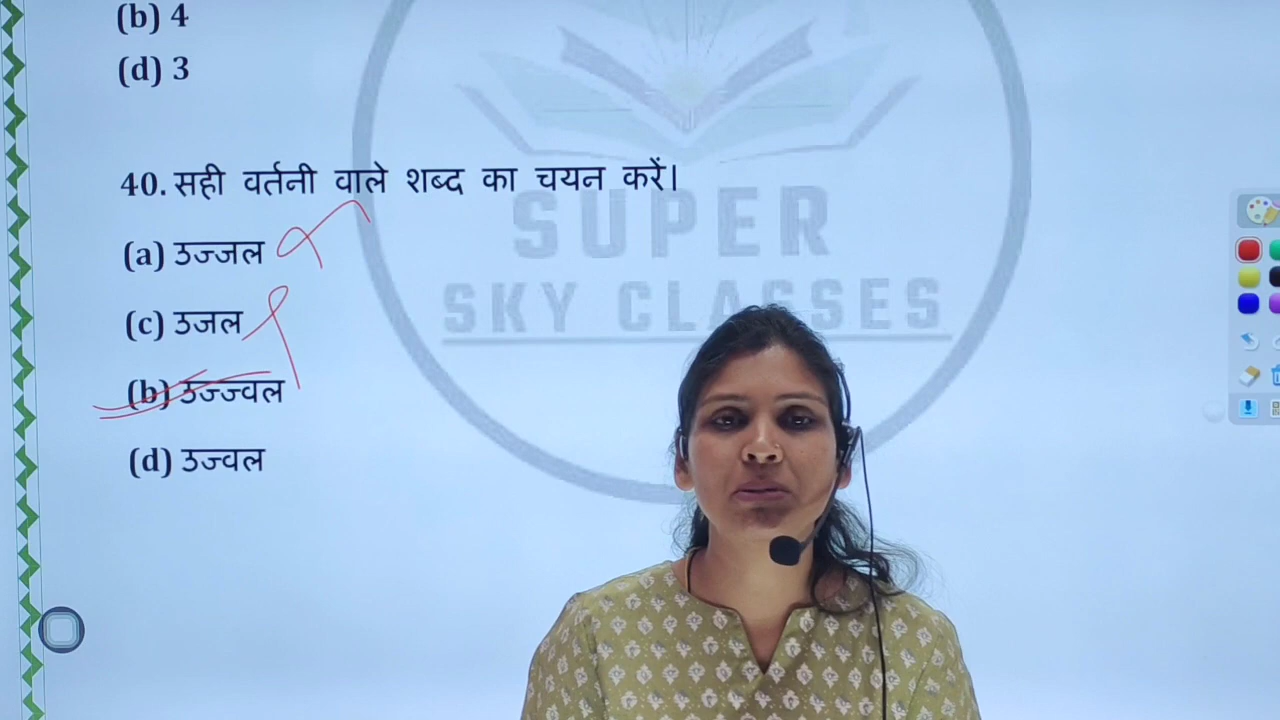 (b) 4
(d) 3
40. सही वर्तनी वाले शब्द का चयन करें।
(a) उज्जल
(c) उजल
(b) उज्ज्वल
(d) उज्वल
SUPER
SKY CLASSES